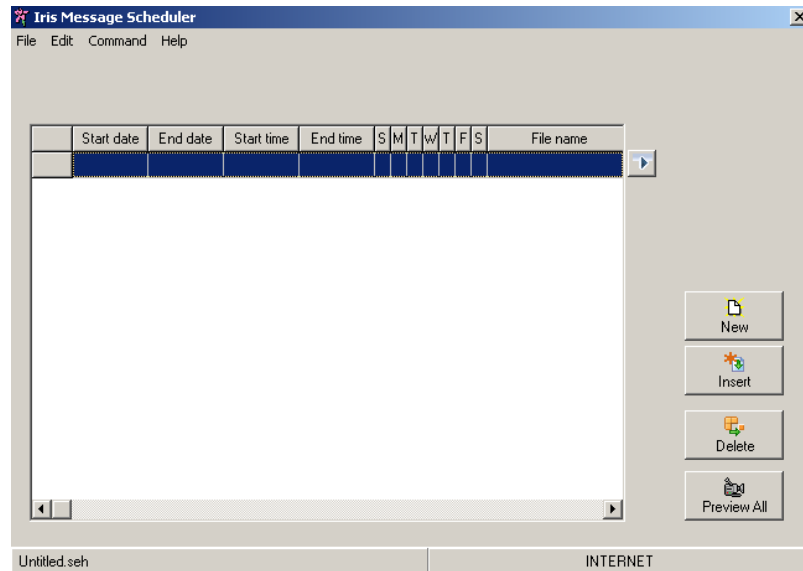 Iris Message Scheduler
File Edit Command Help
Start date End date Start time End time S M T W T F S File name
New
Insert
Delete
Preview All
Untitled.seh INTERNET